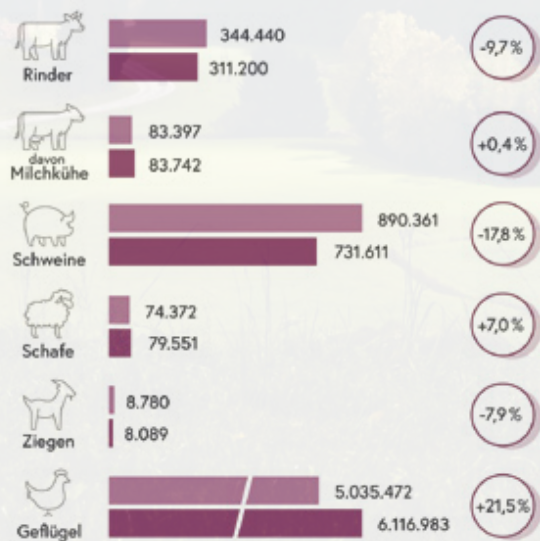 344.440
311.200
-9,7%
Rinder
83.397
83.742
+0,4%
davon
Milchkühe
890.361
731.611
-17,8%
Schweine
74.372
79.551
+7,0%
Schafe
8.780
8.089
-7,9%
Ziegen
5.035.472
6.116.983
+21,5%
Geflügel